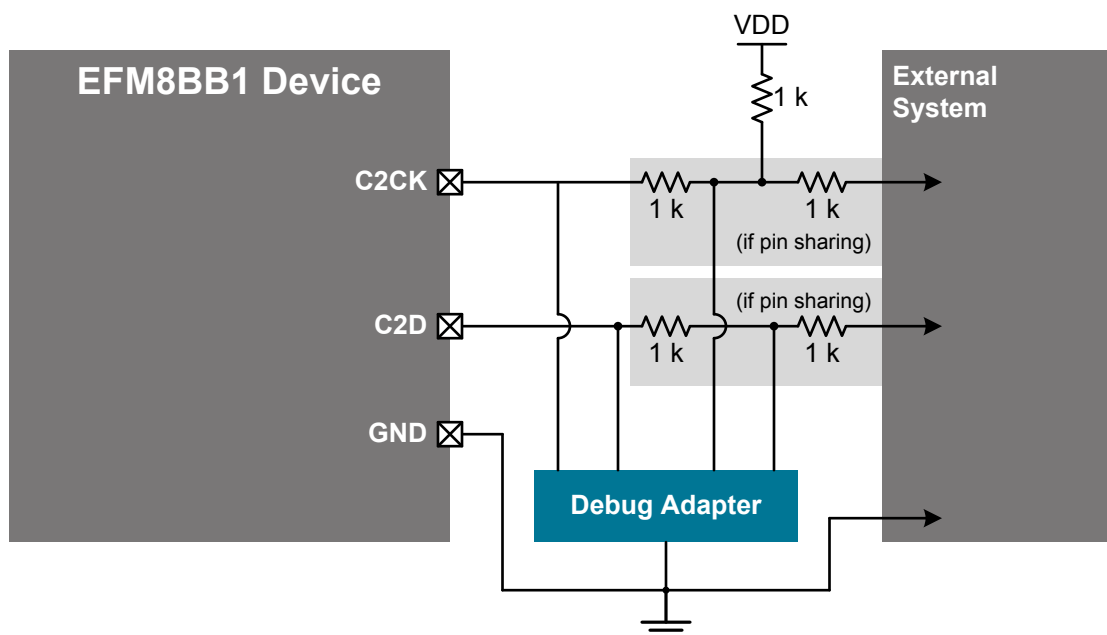 VDD
EFM8BB1 Device
External
System
1 k
C2CK
1 k
1 k
(if pin sharing)
(if pin sharing)
C2D
1 k
1 k
GND
Debug Adapter